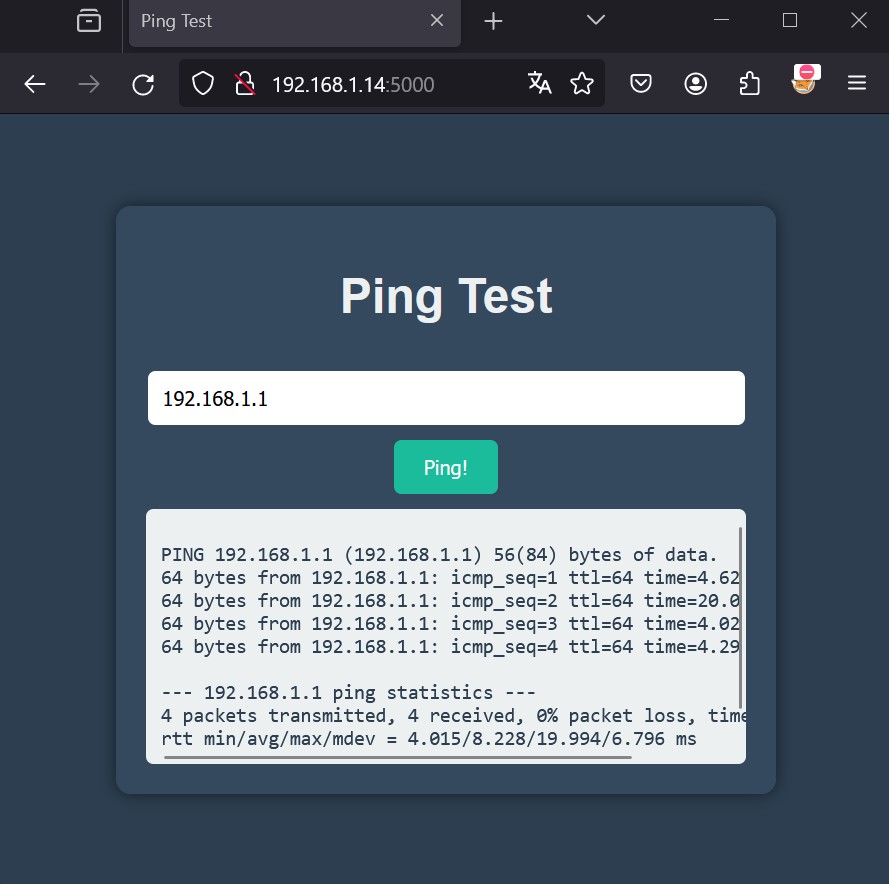 Ping Test
192.168.1.14:5000
Ping Test
192.168.1.1
Ping!
PING 192.168.1.1 (192.168.1.1) 56(84) bytes of data.
64 bytes from 192.168.1.1: icmp_seq=1 ttl=64 time=4.62
64 bytes from 192.168.1.1: icmp_seq=2 ttl=64 time=20.0
64 bytes from 192.168.1.1: icmp_seq=3 ttl=64 time=4.02
64 bytes from 192.168.1.1: icmp_seq=4 ttl=64 time=4.29
--- 192.168.1.1 ping statistics ---
4 packets transmitted, 4 received, 0% packet loss, time
rtt min/avg/max/mdev = 4.015/8.228/19.994/6.796 ms